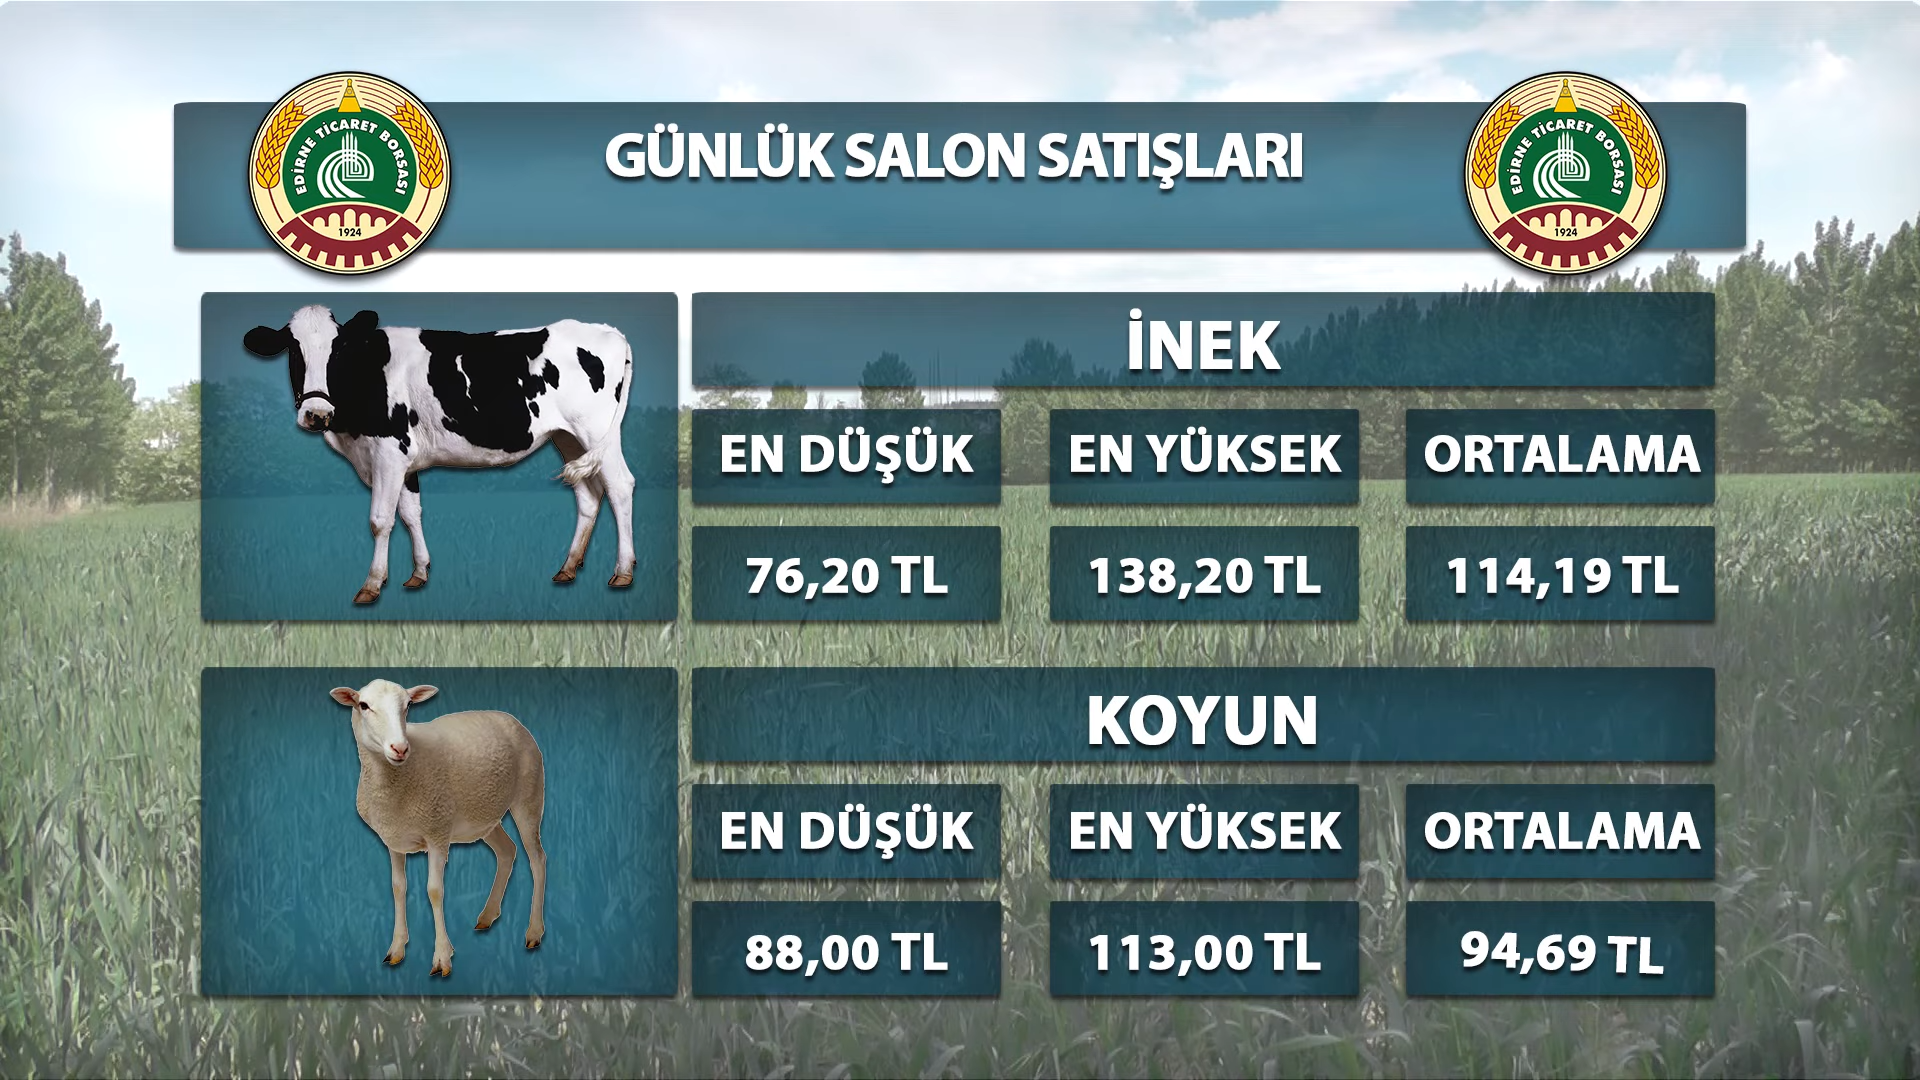 GÜNLÜK SALON SATIŞLARI
EDİRNE TİCARET BORSASI
1924
EDİRNE TİCARET BORSASI
1924
İNEK
EN DÜŞÜK EN YÜKSEK ORTALAMA
76,20 TL 138,20 TL 114,19 TL
KOYUN
EN DÜŞÜK EN YÜKSEK ORTALAMA
88,00 TL 113,00 TL 94,69 TL